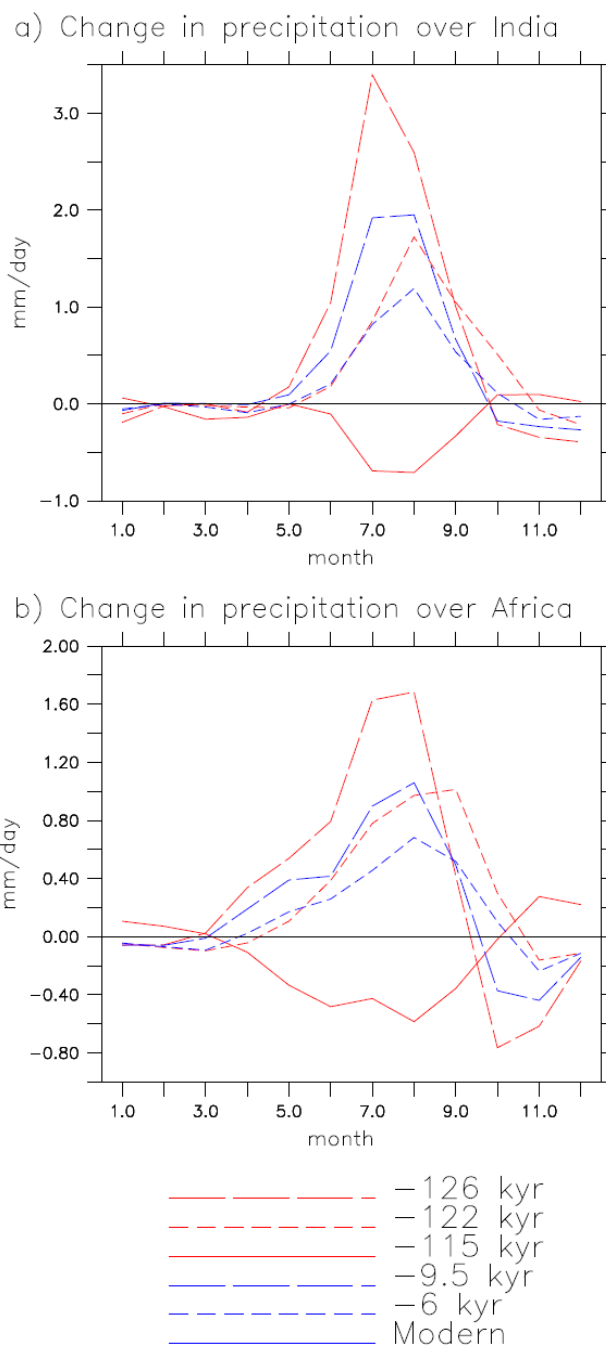 a) Change in precipitation over India
3.0
2.0
1.0
0.0
−1.0
mm/day
1.0 3.0 5.0 7.0 9.0 11.0
month
b) Change in precipitation over Africa
2.00
1.60
1.20
0.80
0.40
0.00
−0.40
−0.80
mm/day
1.0 3.0 5.0 7.0 9.0 11.0
month
−126 kyr
−122 kyr
−115 kyr
−9.5 kyr
−6 kyr
Modern